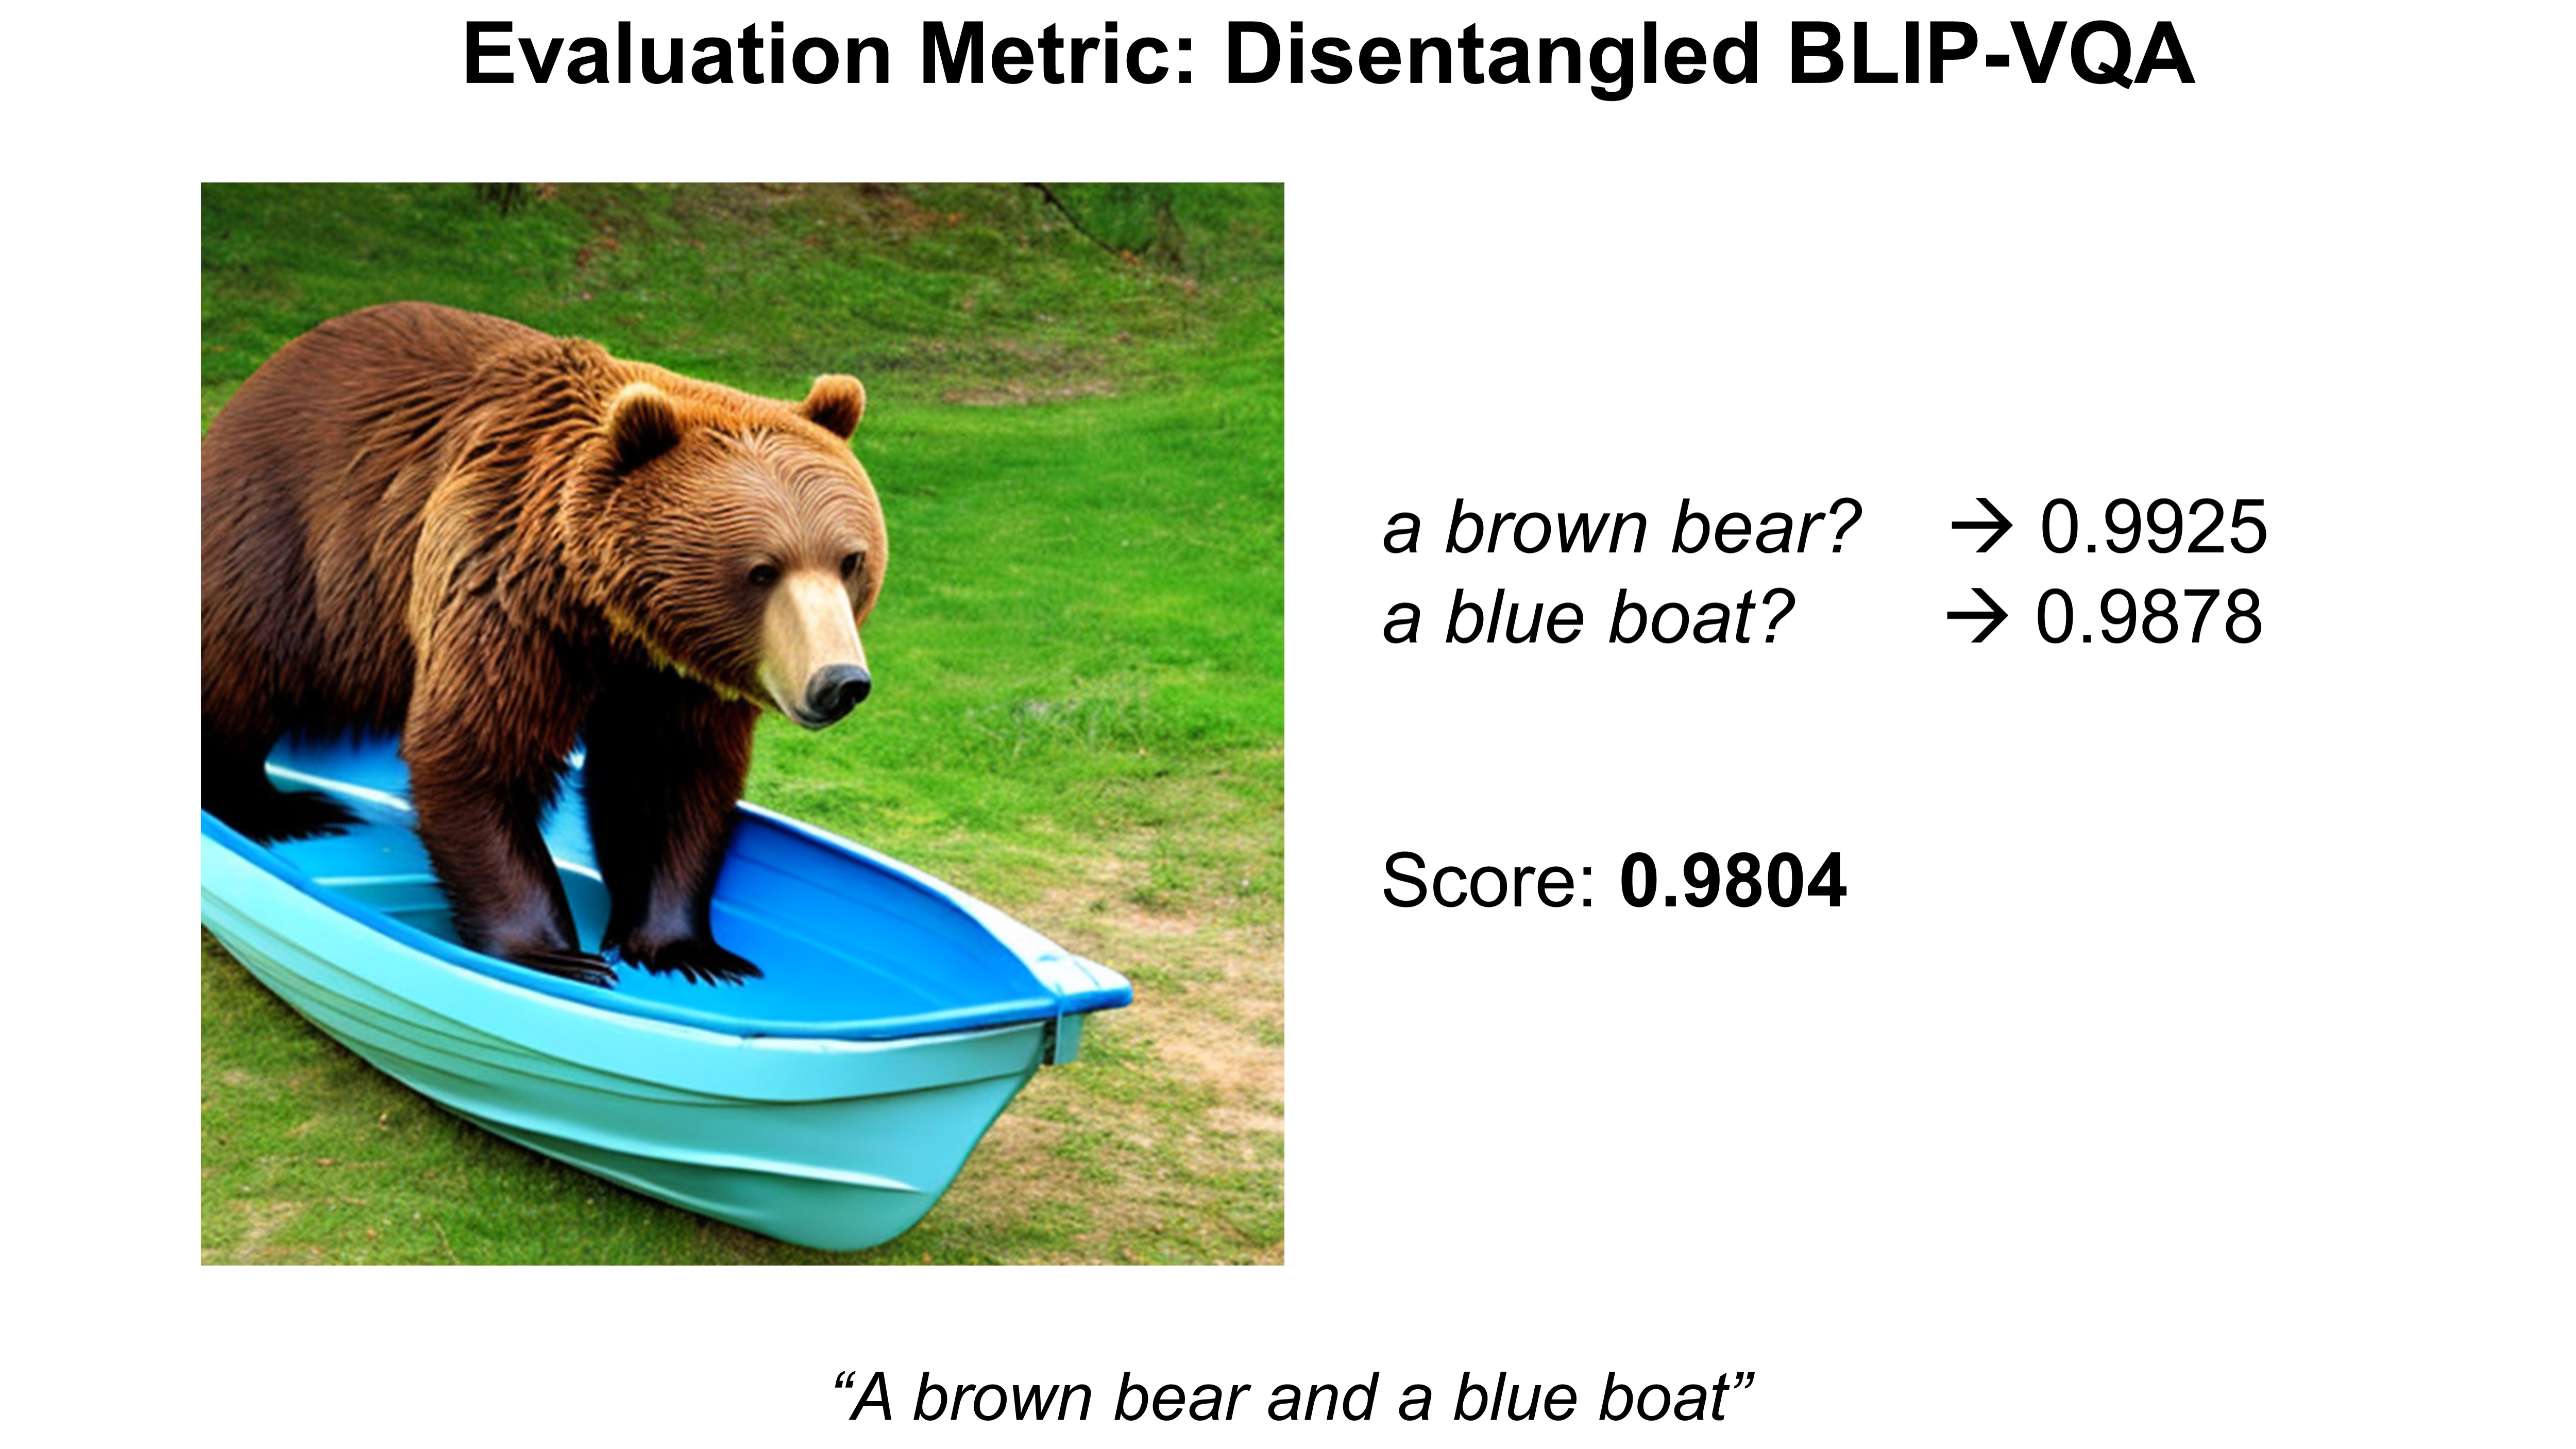 Evaluation Metric: Disentangled BLIP-VQA
a brown bear? → 0.9925
a blue boat? → 0.9878
Score: 0.9804
“A brown bear and a blue boat”